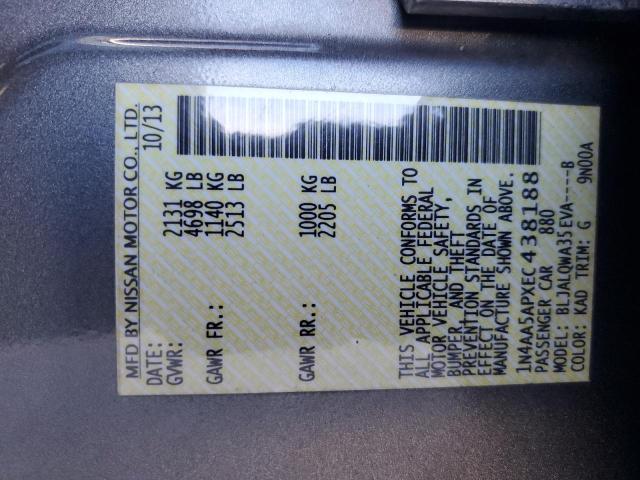 MFD BY NISSAN MOTOR CO., LTD.
DATE: 10/13
GVWR: 2131 KG
4698 LB
GAWR FR.: 1140 KG
2513 LB
GAWR RR.: 1000 KG
2205 LB
THIS VEHICLE CONFORMS TO
ALL APPLICABLE FEDERAL
MOTOR VEHICLE SAFETY,
BUMPER, AND THEFT
PREVENTION STANDARDS IN
EFFECT ON THE DATE OF
MANUFACTURE SHOWN ABOVE.
1N4AA5APXEC438188
PASSENGER CAR 880
MODEL: BLJALQWA35EVA----B
COLOR: KAD TRIM: G 9N00A